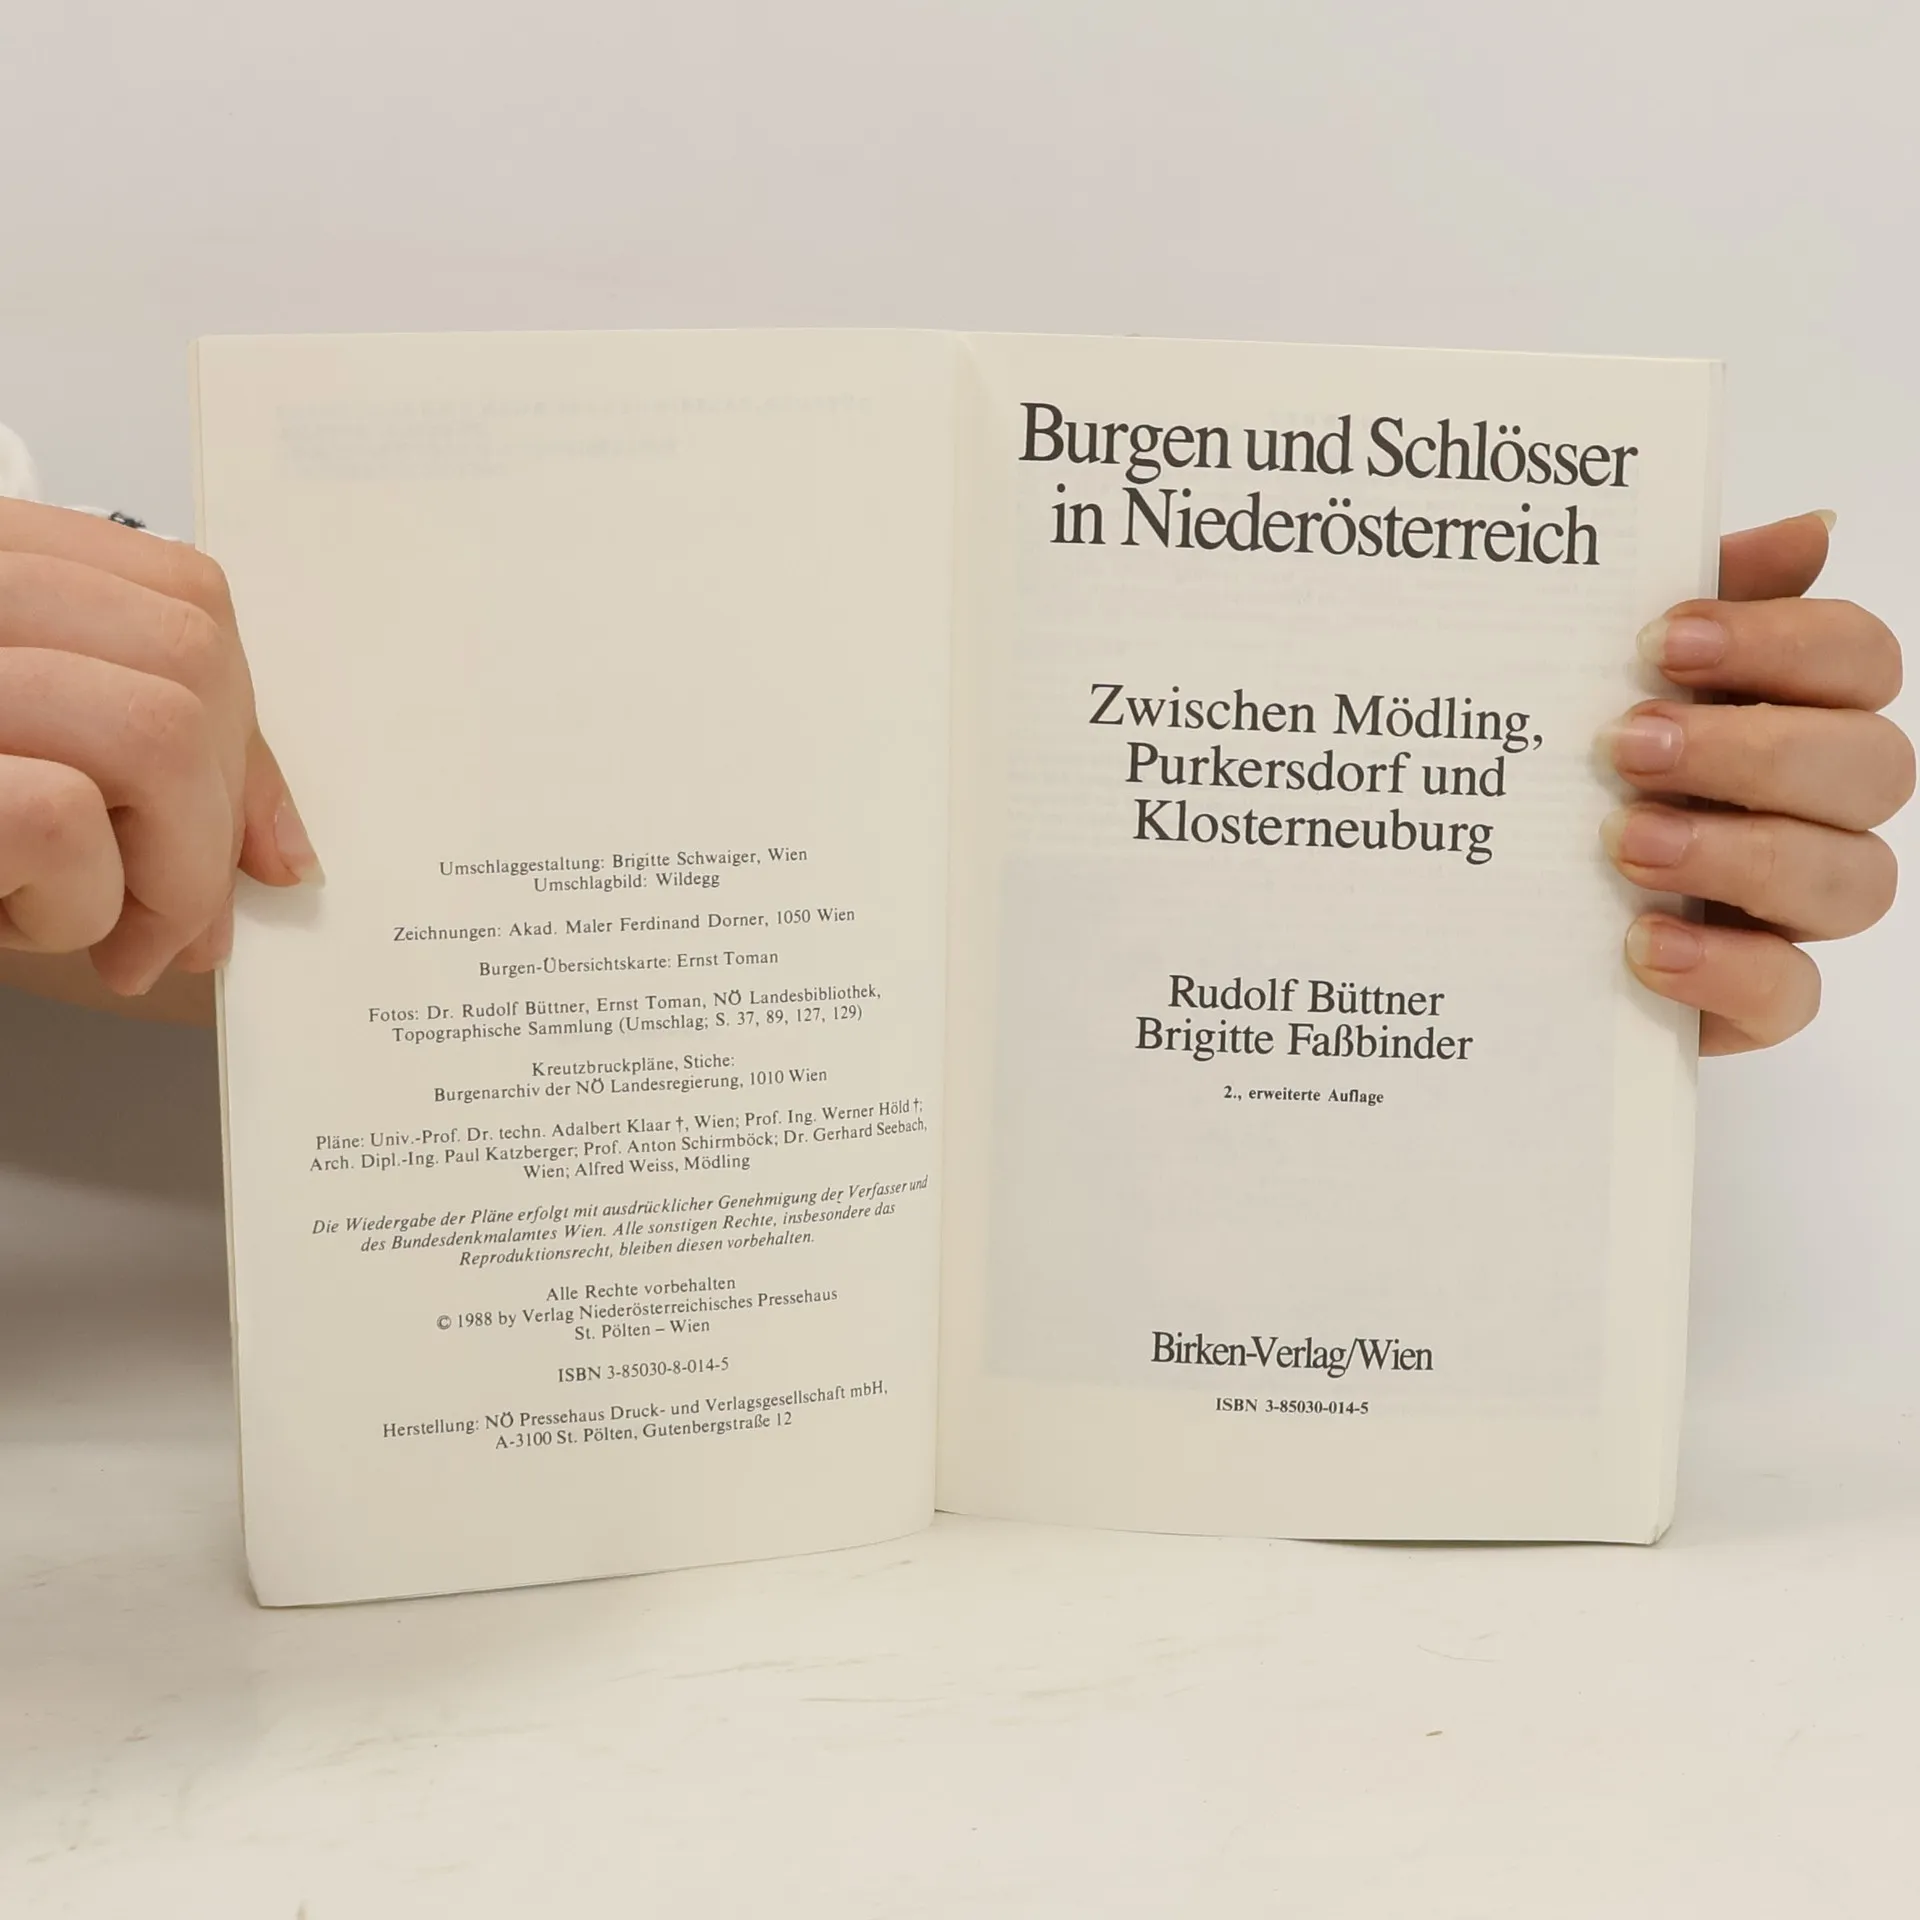 Umschlaggestaltung: Brigitte Schwaiger, Wien
Umschlagbild: Wildegg
Zeichnungen: Akad. Maler Ferdinand Dorner, 1050 Wien
Burgen-Übersichtskarte: Ernst Toman
Fotos: Dr. Rudolf Büttner, Ernst Toman, NÖ Landesbibliothek,
Topographische Sammlung (Umschlag; S. 37, 89, 127, 129)
Kreutzbruckpläne, Stiche:
Burgenarchiv der NÖ Landesregierung, 1010 Wien
Pläne: Univ.-Prof. Dr. techn. Adalbert Klaar †, Wien; Prof. Ing. Werner Höld †;
Arch. Dipl.-Ing. Paul Katzberger; Prof. Anton Schirmböck; Dr. Gerhard Seebach,
Wien; Alfred Weiss, Mödling
Die Wiedergabe der Pläne erfolgt mit ausdrücklicher Genehmigung der Verfasser und
des Bundesdenkmalamtes Wien. Alle sonstigen Rechte, insbesondere das
Reproduktionsrecht, bleiben diesen vorbehalten.
Alle Rechte vorbehalten
© 1988 by Verlag Niederösterreichisches Pressehaus
St. Pölten – Wien
ISBN 3-85030-8-014-5
Herstellung: NÖ Pressehaus Druck- und Verlagsgesellschaft mbH,
A-3100 St. Pölten, Gutenbergstraße 12
Burgen und Schlösser
in Niederösterreich
Zwischen Mödling,
Purkersdorf und
Klosterneuburg
Rudolf Büttner
Brigitte Faßbinder
2., erweiterte Auflage
Birken-Verlag/Wien
ISBN 3-85030-014-5